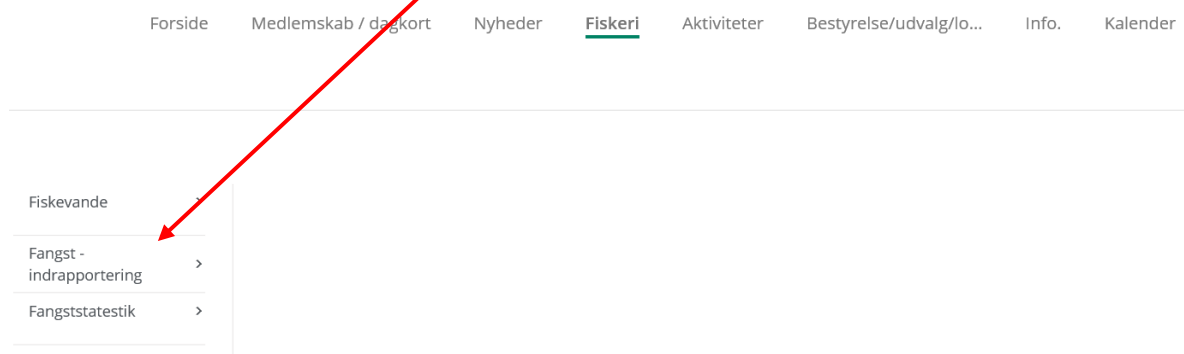 Forside Medlemskab / dagkort Nyheder Fiskeri Aktiviteter Bestyrelse/udvalg/lo... Info. Kalender
Fiskevande
Fangst -
indrapportering
Fangststatestik